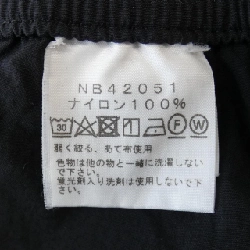 NB42051
ナイロン100%
30 F W
弱く絞る、あて布使用
色物は他の物と一緒に洗濯しない
で下さい。
蛍光剤入り洗剤は使用しない
で下さい。